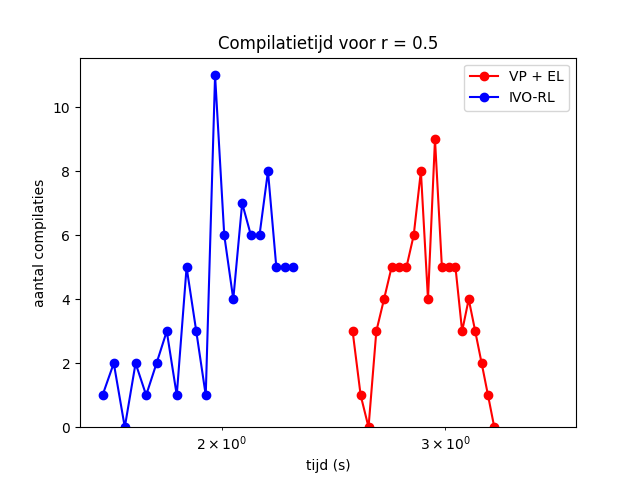 Compilatietijd voor r = 0.5
VP + EL
IVO-RL
aantal compilaties
10
8
6
4
2
0
2 × 10⁰
3 × 10⁰
tijd (s)